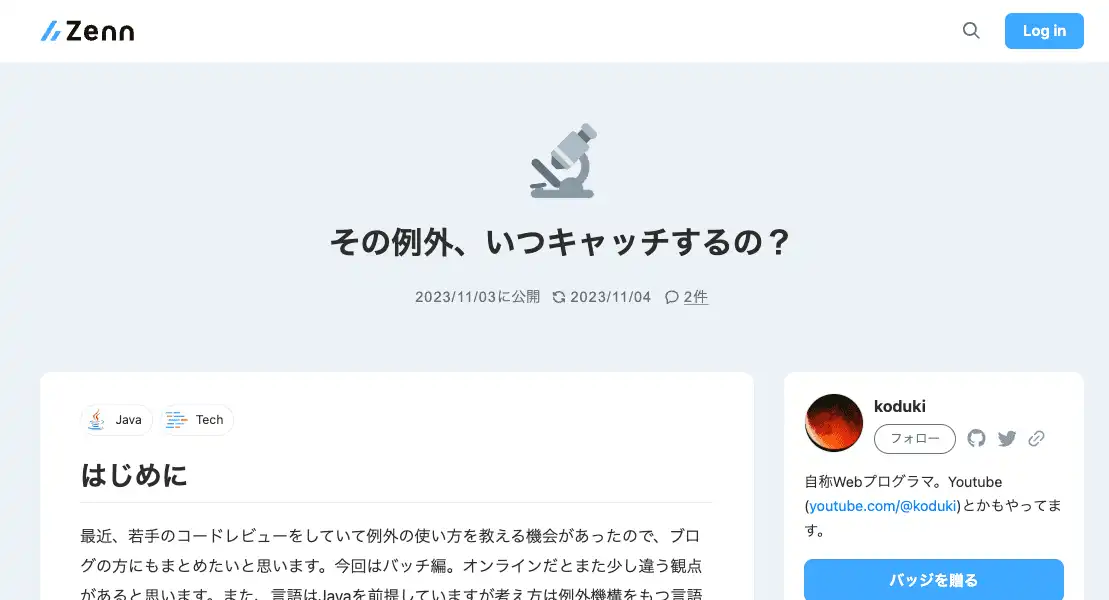 Zenn
Log in
その例外、いつキャッチするの？
2023/11/03に公開 2023/11/04 2件
Java Tech
はじめに
最近、若手のコードレビューをしていて例外の使い方を教える機会があったので、ブロ
グの方にもまとめたいと思います。今回はバッチ編。オンラインだとまた少し違う観点
があると思います。また、言語はJavaを前提していますが考え方は例外機構をもつ言語
koduki
フォロー
自称Webプログラマ。Youtube
(youtube.com/@koduki)とかもやってま
す。
バッジを贈る